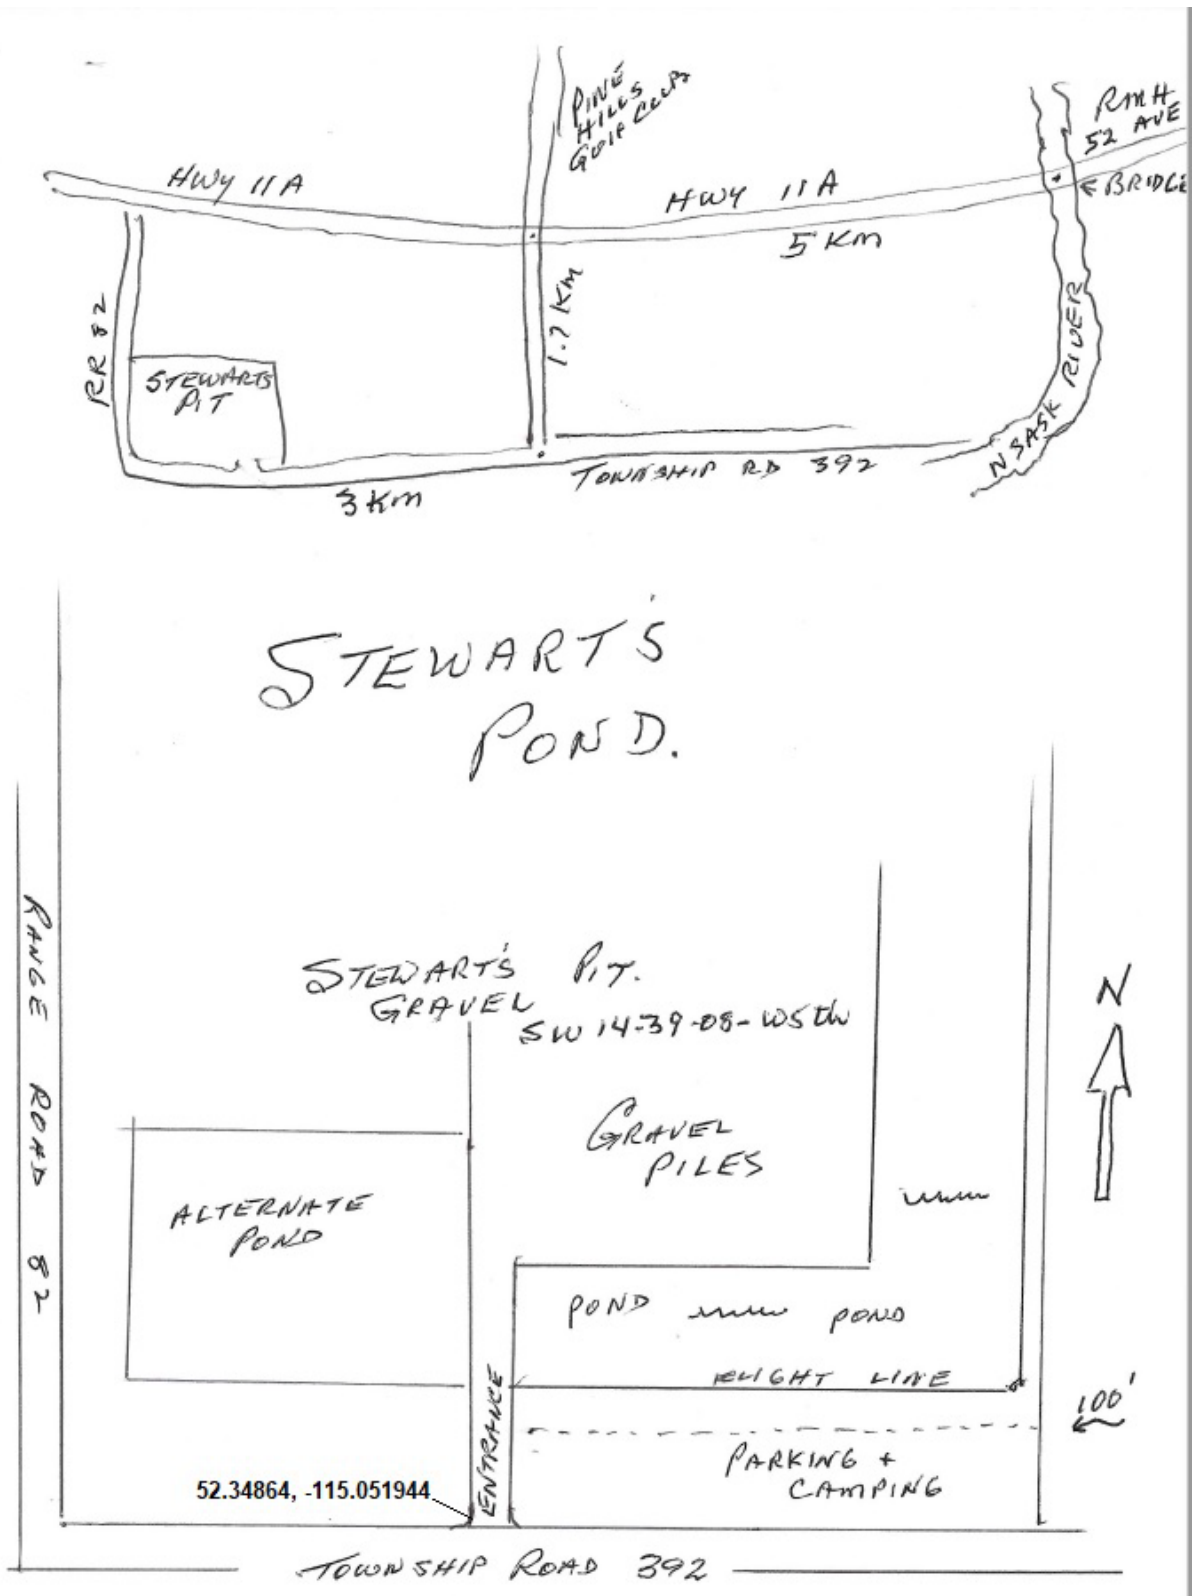 PINE
HILLS
GOLF CLUB
RMH
52 AVE
HWY 11A
HWY 11A
← BRIDGE
5 KM
RR 82
1.7 KM
STEWARTS
PIT
N SASK RIVER
TOWNSHIP RD 392
3 KM
STEWART'S
POND.
RANGE ROAD 82
STEWART'S PIT.
GRAVEL
SW 14-39-08-W5th
N
GRAVEL
PILES
ALTERNATE
POND
POND POND
FLIGHT LINE
100'
ENTRANCE
PARKING +
CAMPING
52.34864, -115.051944
TOWNSHIP ROAD 392